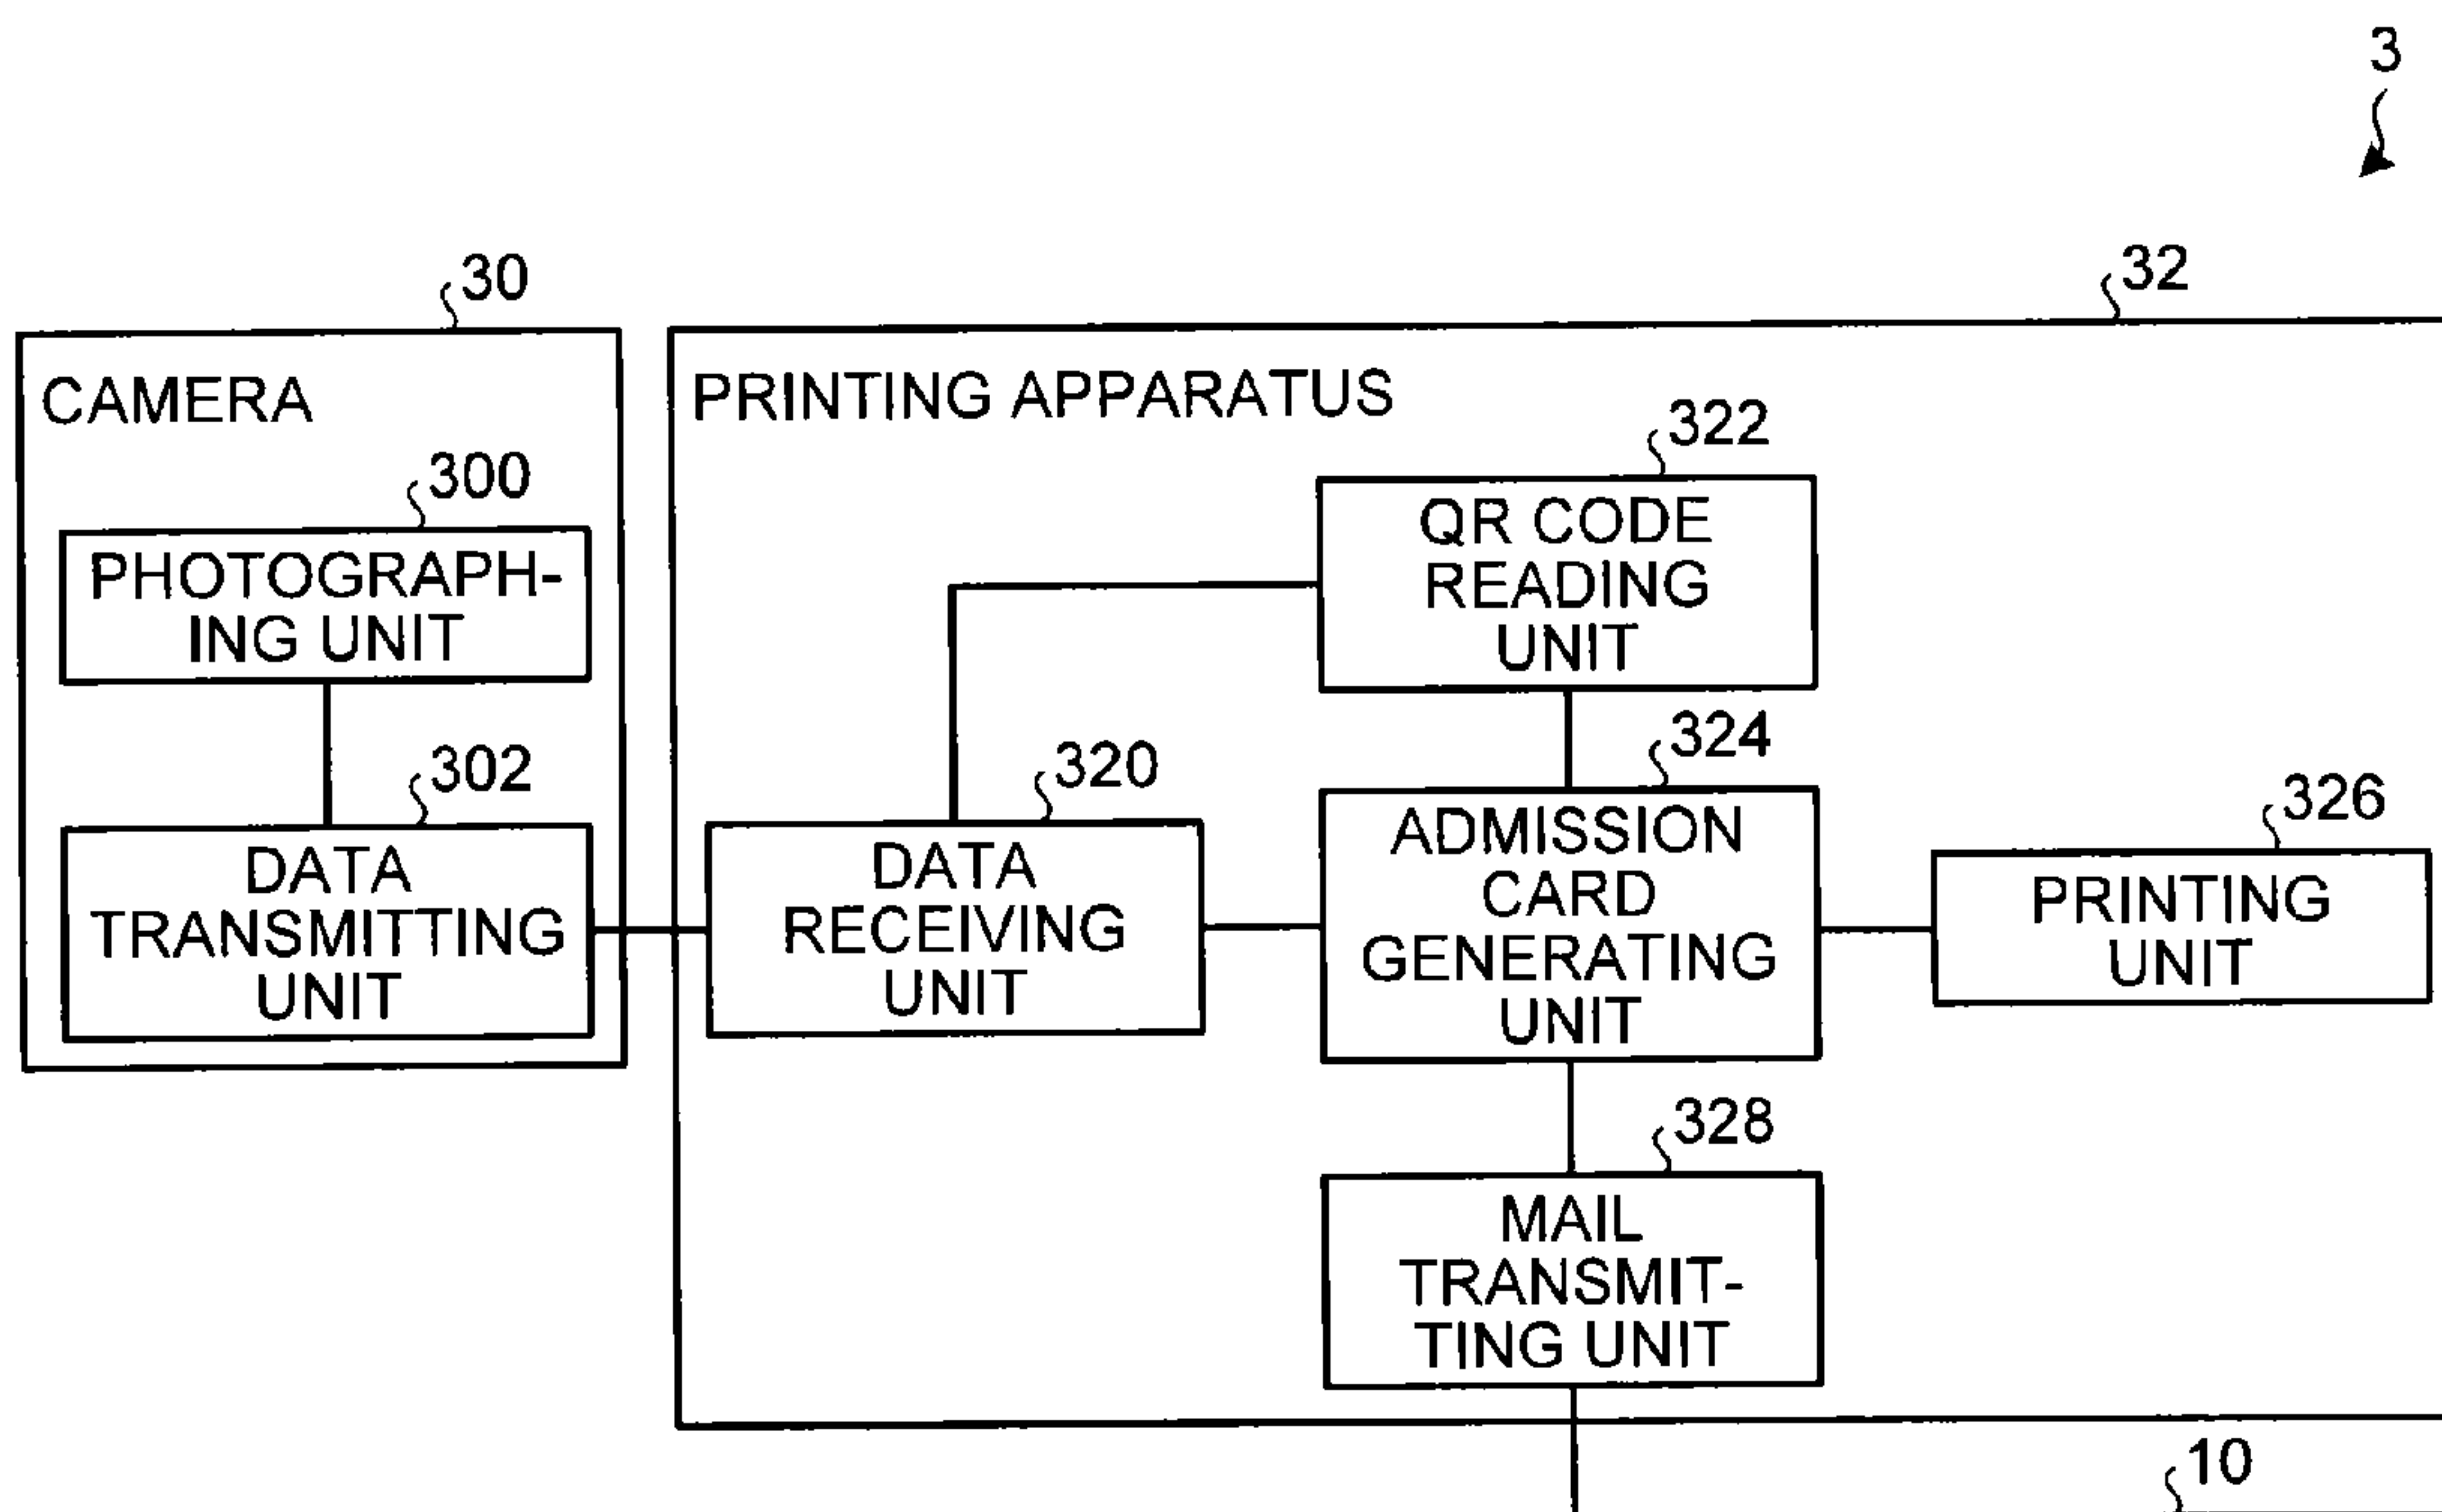 3
30
32
CAMERA
PRINTING APPARATUS
300
322
PHOTOGRAPH-
ING UNIT
QR CODE
READING
UNIT
302
320
324
326
DATA
TRANSMITTING
UNIT
DATA
RECEIVING
UNIT
ADMISSION
CARD
GENERATING
UNIT
PRINTING
UNIT
328
MAIL
TRANSMIT-
TING UNIT
10